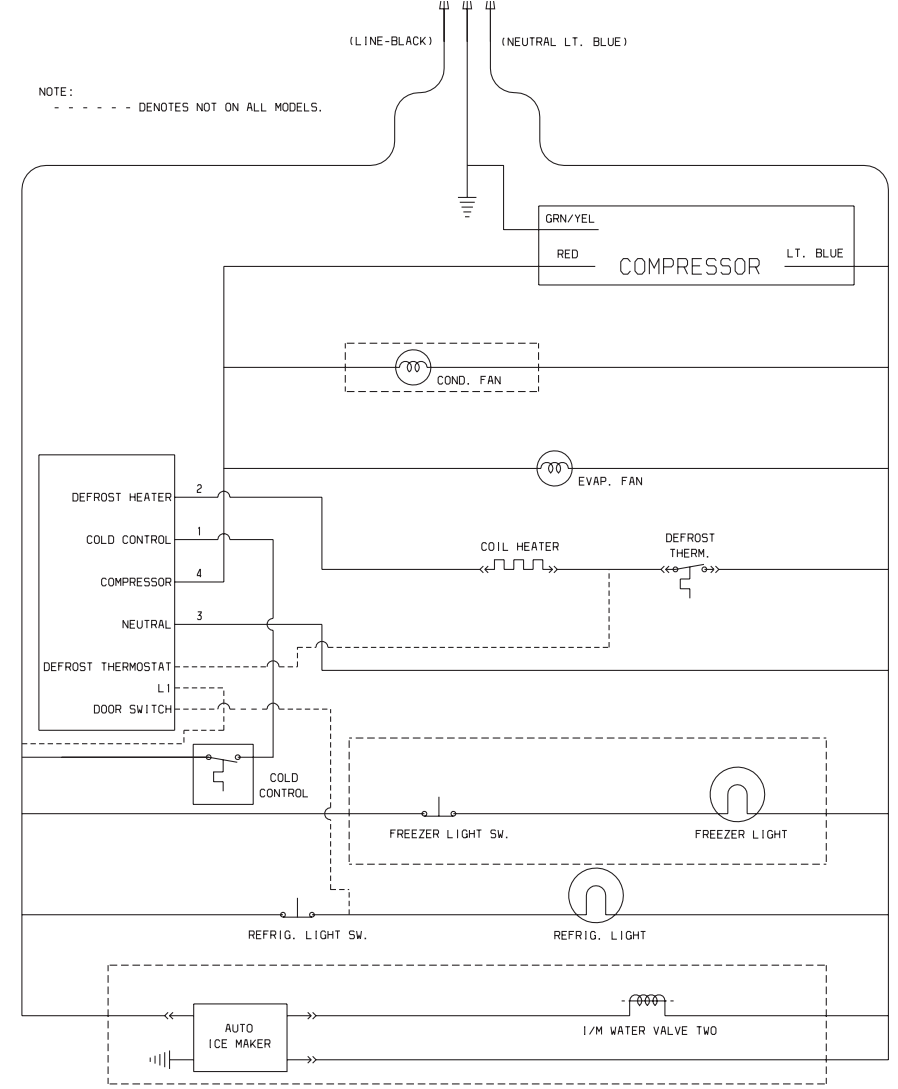 (LINE-BLACK)
(NEUTRAL LT. BLUE)
NOTE:
- - - - - - DENOTES NOT ON ALL MODELS.
GRN/YEL
RED
COMPRESSOR
LT. BLUE
COND. FAN
EVAP. FAN
DEFROST HEATER
2
COLD CONTROL
1
COMPRESSOR
4
NEUTRAL
3
DEFROST THERMOSTAT
L1
DOOR SWITCH
COIL HEATER
DEFROST
THERM.
COLD
CONTROL
FREEZER LIGHT SW.
FREEZER LIGHT
REFRIG. LIGHT SW.
REFRIG. LIGHT
AUTO
ICE MAKER
I/M WATER VALVE TWO